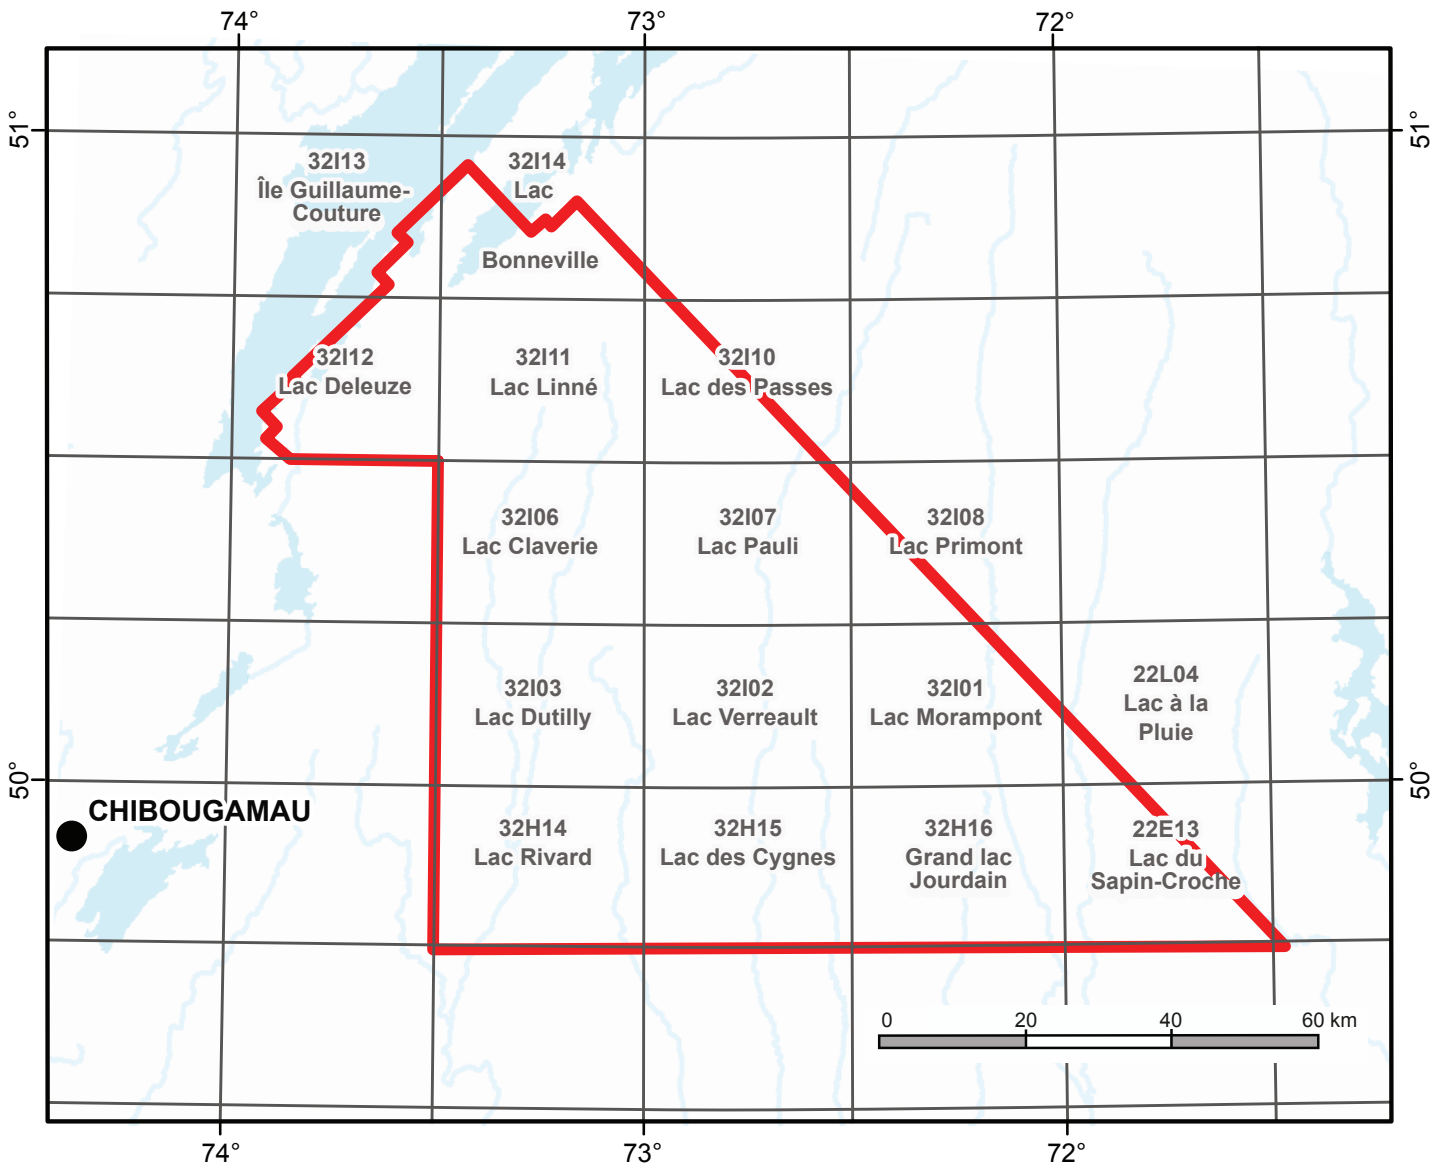 74°
73°
72°
51°
51°
32I13
Île Guillaume-
Couture
32I14
Lac
Bonneville
32I12
Lac Deleuze
32I11
Lac Linné
32I10
Lac des Passes
32I06
Lac Claverie
32I07
Lac Pauli
32I08
Lac Primont
32I03
Lac Dutilly
32I02
Lac Verreault
32I01
Lac Morampont
22L04
Lac à la
Pluie
50°
50°
CHIBOUGAMAU
32H14
Lac Rivard
32H15
Lac des Cygnes
32H16
Grand lac
Jourdain
22E13
Lac du
Sapin-Croche
0 20 40 60 km
74°
73°
72°